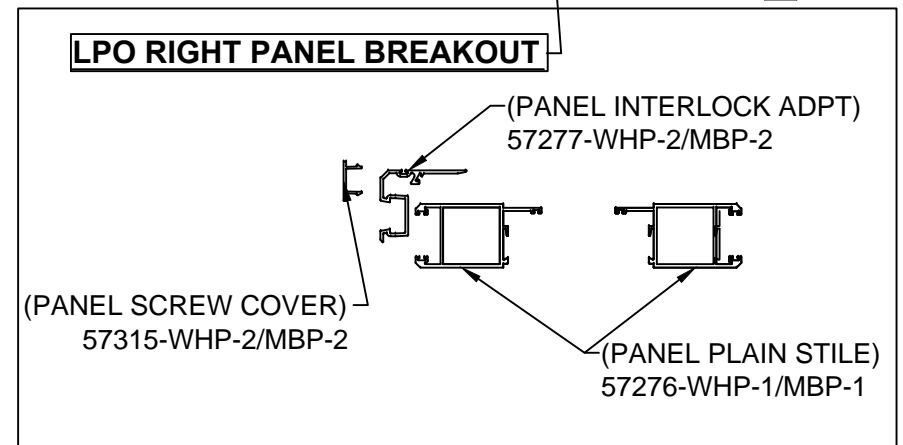 LPO RIGHT PANEL BREAKOUT
(PANEL INTERLOCK ADPT)
57277-WHP-2/MBP-2
(PANEL SCREW COVER)
57315-WHP-2/MBP-2
(PANEL PLAIN STILE)
57276-WHP-1/MBP-1